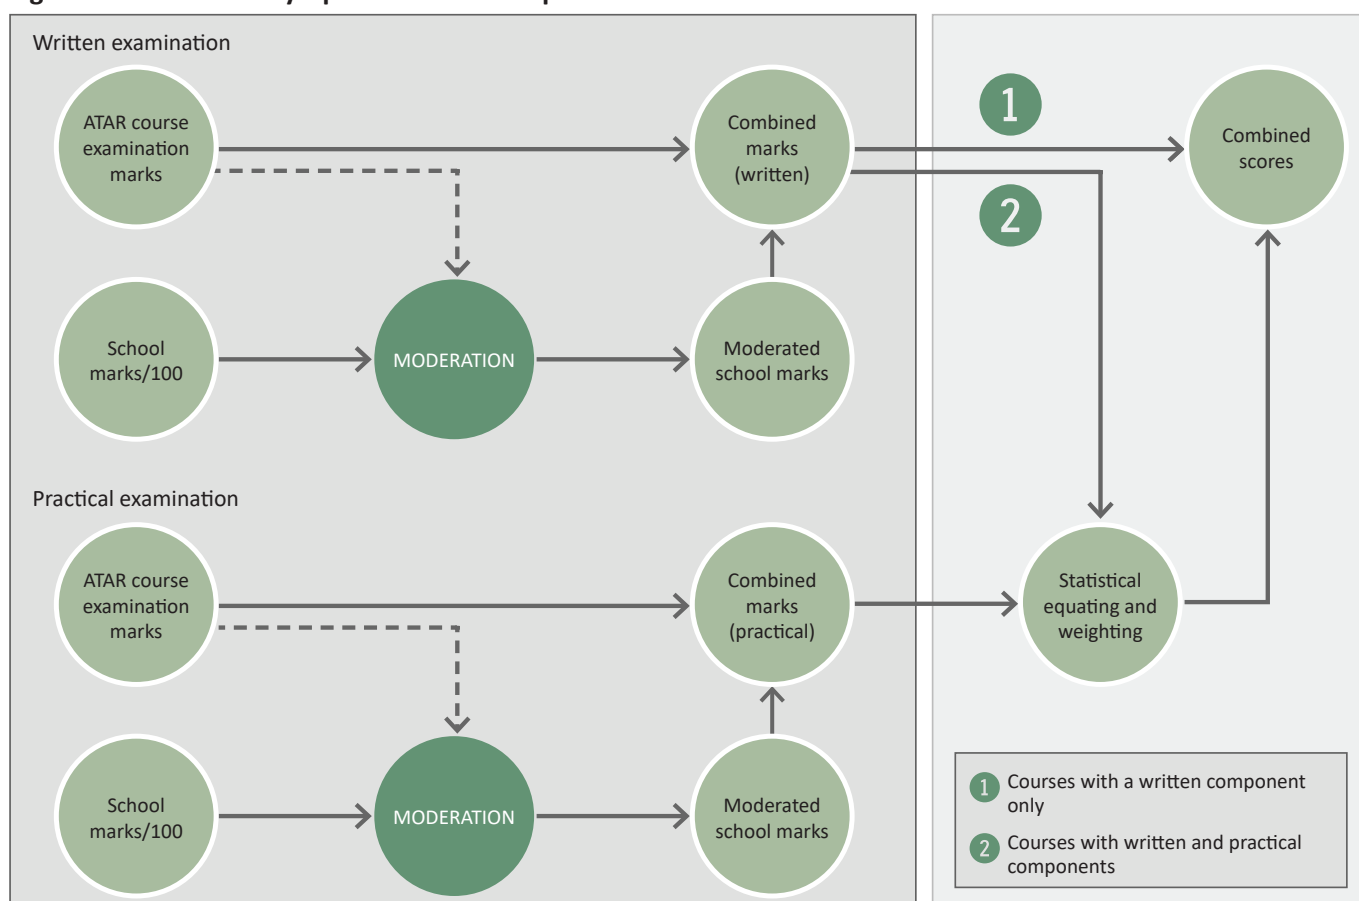 Written examination
ATAR course
examination
marks
Combined
marks
(written)
1
Combined
scores
2
School
marks/100
MODERATION
Moderated
school marks
Practical examination
ATAR course
examination
marks
Combined
marks
(practical)
Statistical
equating and
weighting
School
marks/100
MODERATION
Moderated
school marks
1 Courses with a written component
only
2 Courses with written and practical
components